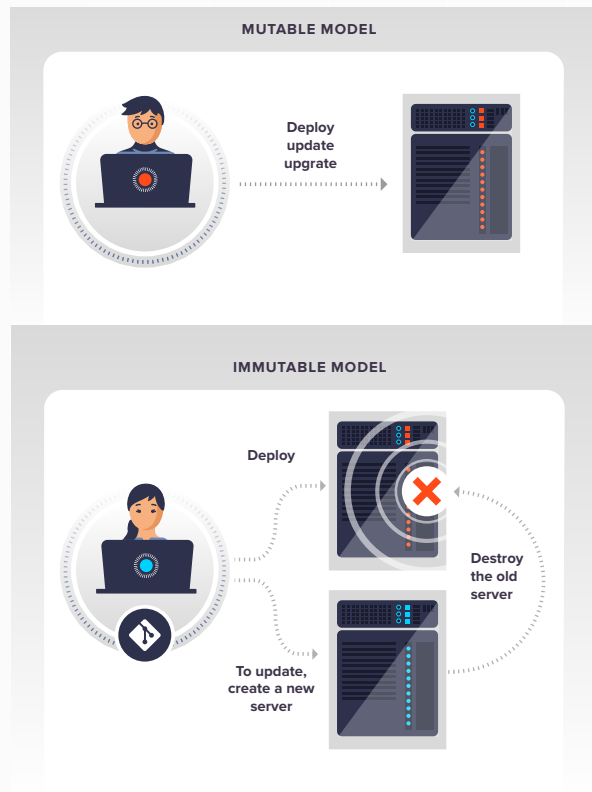 MUTABLE MODEL
Deploy
update
upgrate
IMMUTABLE MODEL
Deploy
Destroy
the old
server
To update,
create a new
server